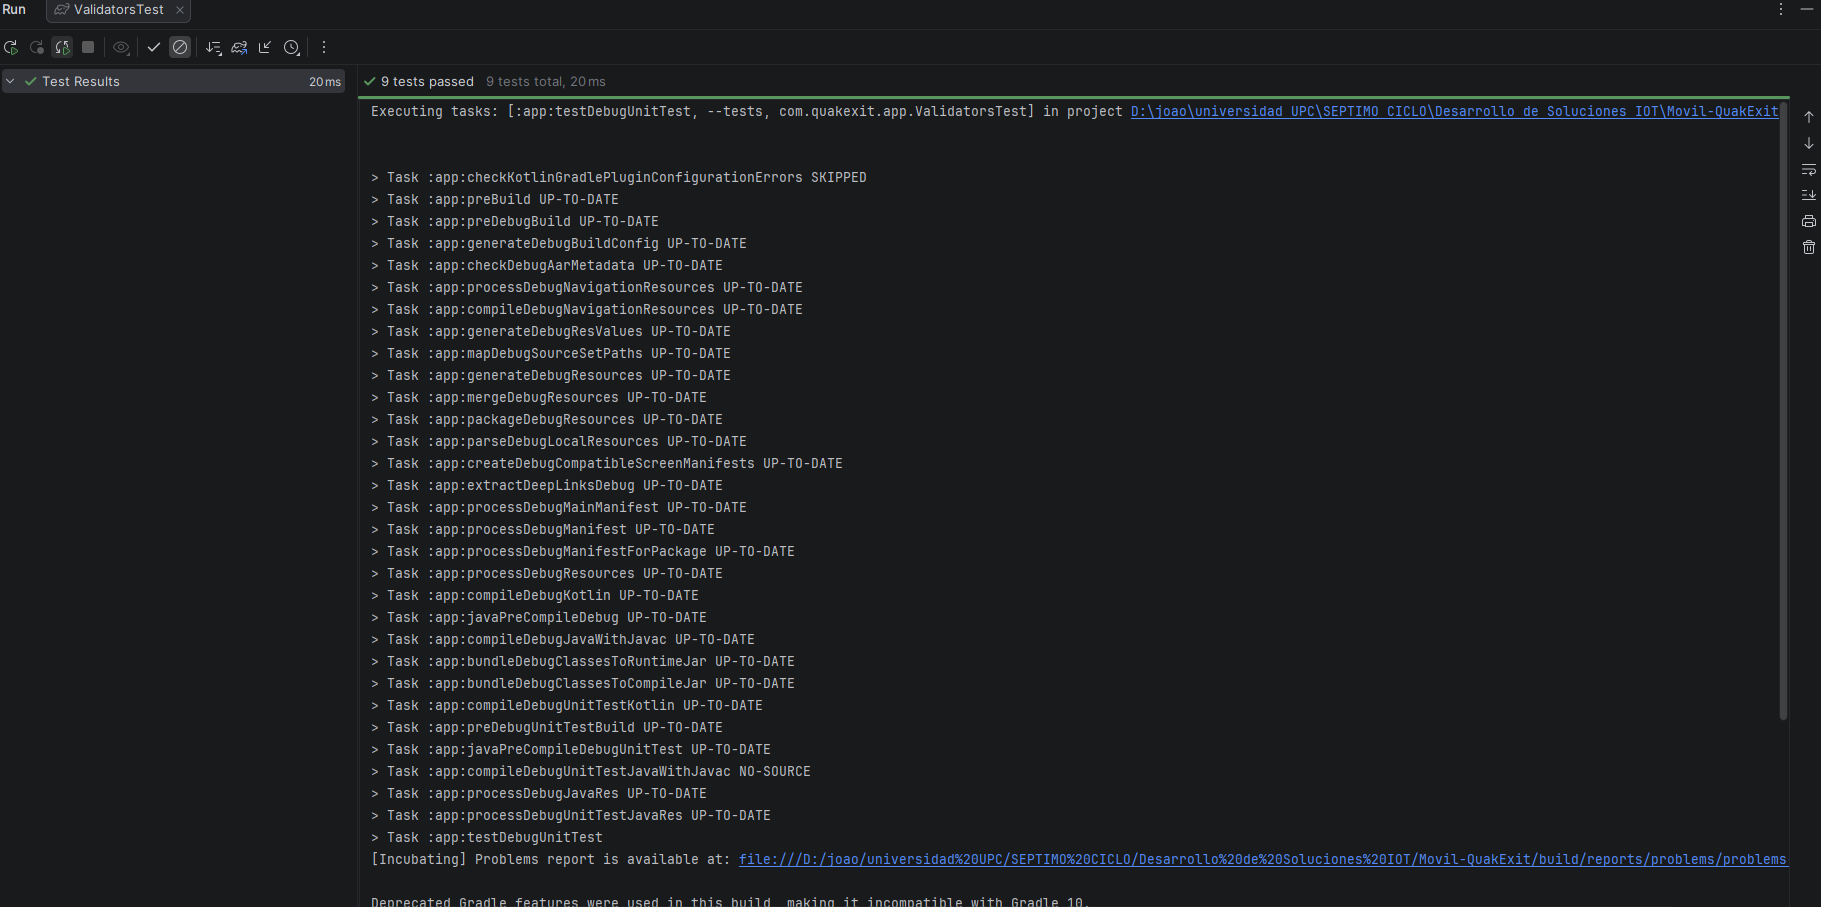 Run
ValidatorsTest
Test Results 20 ms
9 tests passed 9 tests total, 20 ms
Executing tasks: [:app:testDebugUnitTest, --tests, com.quakexit.app.ValidatorsTest] in project D:\joao\universidad UPC\SEPTIMO CICLO\Desarrollo de Soluciones IOT\Movil-QuakExit
> Task :app:checkKotlinGradlePluginConfigurationErrors SKIPPED
> Task :app:preBuild UP-TO-DATE
> Task :app:preDebugBuild UP-TO-DATE
> Task :app:generateDebugBuildConfig UP-TO-DATE
> Task :app:checkDebugAarMetadata UP-TO-DATE
> Task :app:processDebugNavigationResources UP-TO-DATE
> Task :app:compileDebugNavigationResources UP-TO-DATE
> Task :app:generateDebugResValues UP-TO-DATE
> Task :app:mapDebugSourceSetPaths UP-TO-DATE
> Task :app:generateDebugResources UP-TO-DATE
> Task :app:mergeDebugResources UP-TO-DATE
> Task :app:packageDebugResources UP-TO-DATE
> Task :app:parseDebugLocalResources UP-TO-DATE
> Task :app:createDebugCompatibleScreenManifests UP-TO-DATE
> Task :app:extractDeepLinksDebug UP-TO-DATE
> Task :app:processDebugMainManifest UP-TO-DATE
> Task :app:processDebugManifest UP-TO-DATE
> Task :app:processDebugManifestForPackage UP-TO-DATE
> Task :app:processDebugResources UP-TO-DATE
> Task :app:compileDebugKotlin UP-TO-DATE
> Task :app:javaPreCompileDebug UP-TO-DATE
> Task :app:compileDebugJavaWithJavac UP-TO-DATE
> Task :app:bundleDebugClassesToRuntimeJar UP-TO-DATE
> Task :app:bundleDebugClassesToCompileJar UP-TO-DATE
> Task :app:compileDebugUnitTestKotlin UP-TO-DATE
> Task :app:preDebugUnitTestBuild UP-TO-DATE
> Task :app:javaPreCompileDebugUnitTest UP-TO-DATE
> Task :app:compileDebugUnitTestJavaWithJavac NO-SOURCE
> Task :app:processDebugJavaRes UP-TO-DATE
> Task :app:processDebugUnitTestJavaRes UP-TO-DATE
> Task :app:testDebugUnitTest
[Incubating] Problems report is available at: file:///D:/joao/universidad%20UPC/SEPTIMO%20CICLO/Desarrollo%20de%20Soluciones%20IOT/Movil-QuakExit/build/reports/problems/problems-
Deprecated Gradle features were used in this build, making it incompatible with Gradle 10.